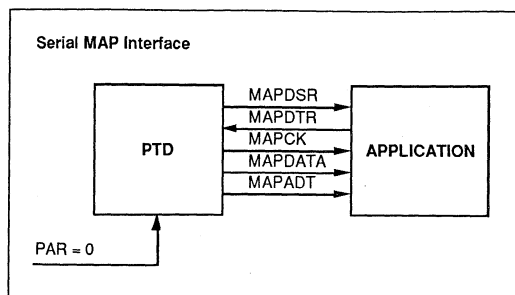 Serial MAP Interface
MAPDSR
MAPDTR
PTD
MAPCK
APPLICATION
MAPDATA
MAPADT
PAR = 0